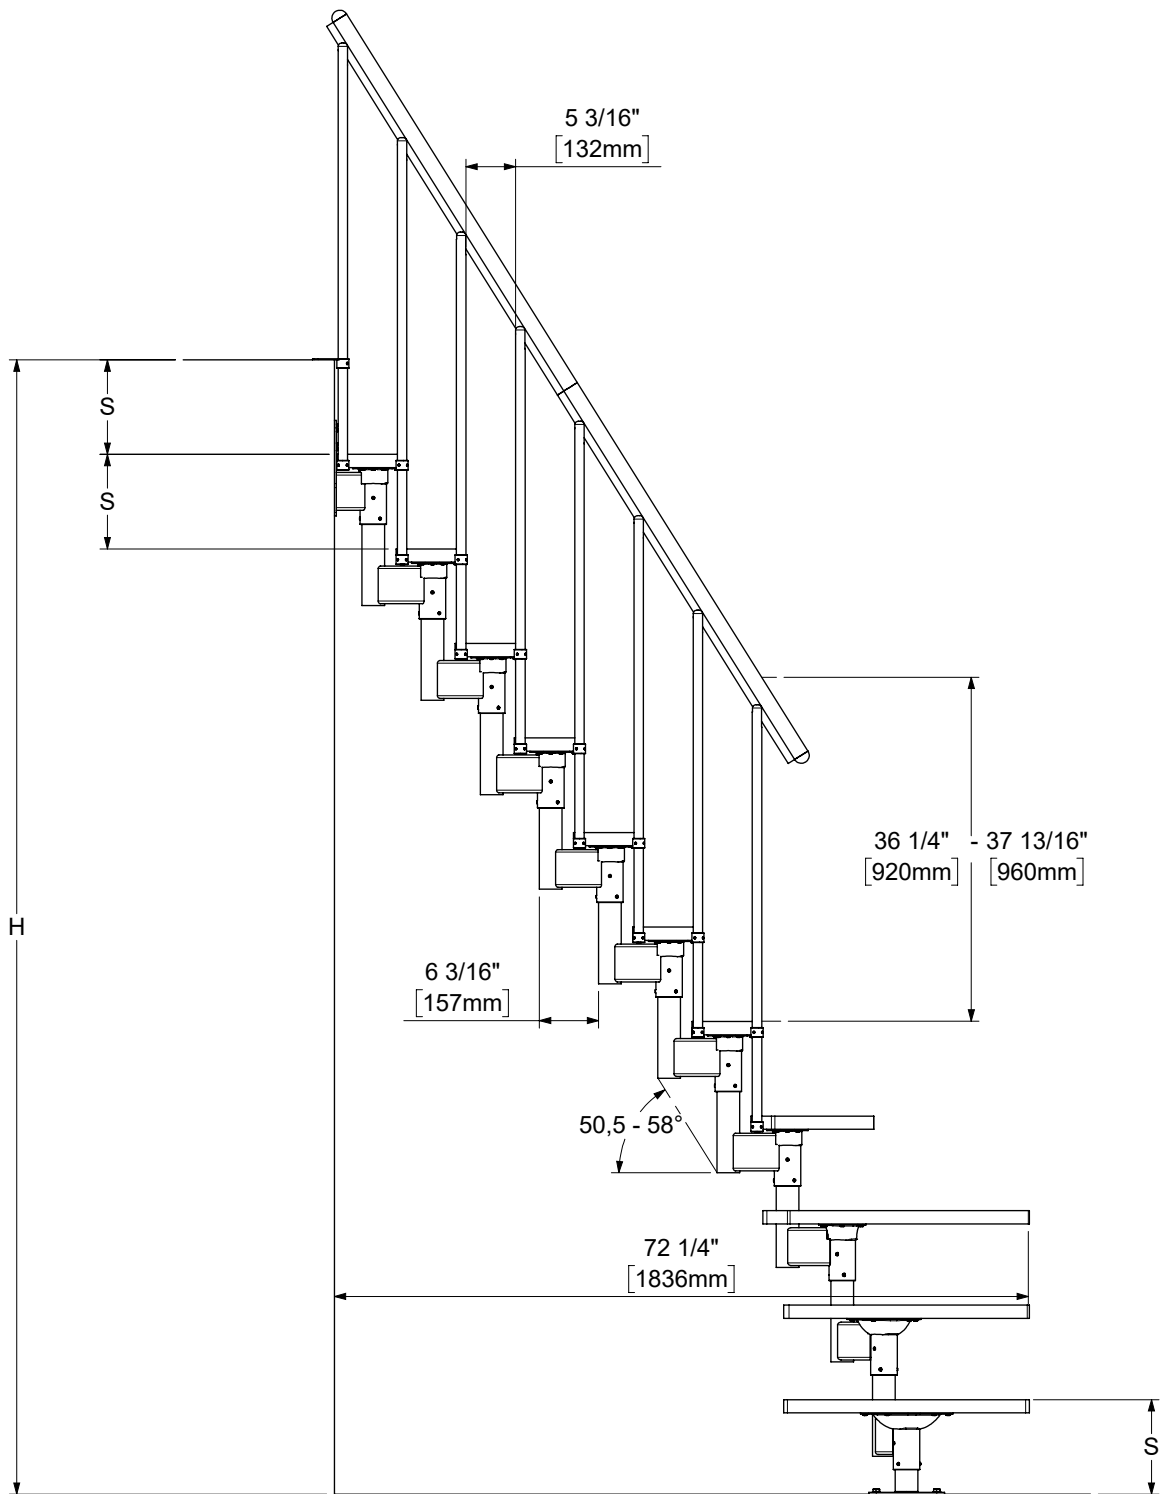 5 3/16"
[132mm]
S
S
36 1/4" - 37 13/16"
[920mm] [960mm]
H
6 3/16"
[157mm]
50,5 - 58°
72 1/4"
[1836mm]
S